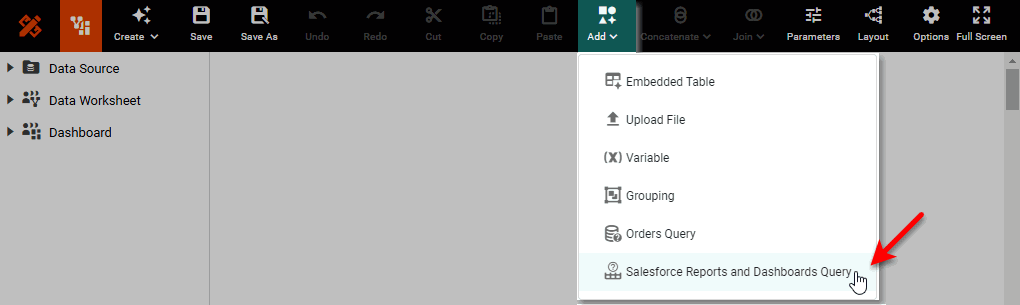 Create
Save
Save As
Undo
Redo
Cut
Copy
Paste
Add
Concatenate
Join
Parameters
Layout
Options
Full Screen
Data Source
Data Worksheet
Dashboard
Embedded Table
Upload File
(X) Variable
Grouping
Orders Query
Salesforce Reports and Dashboards Query